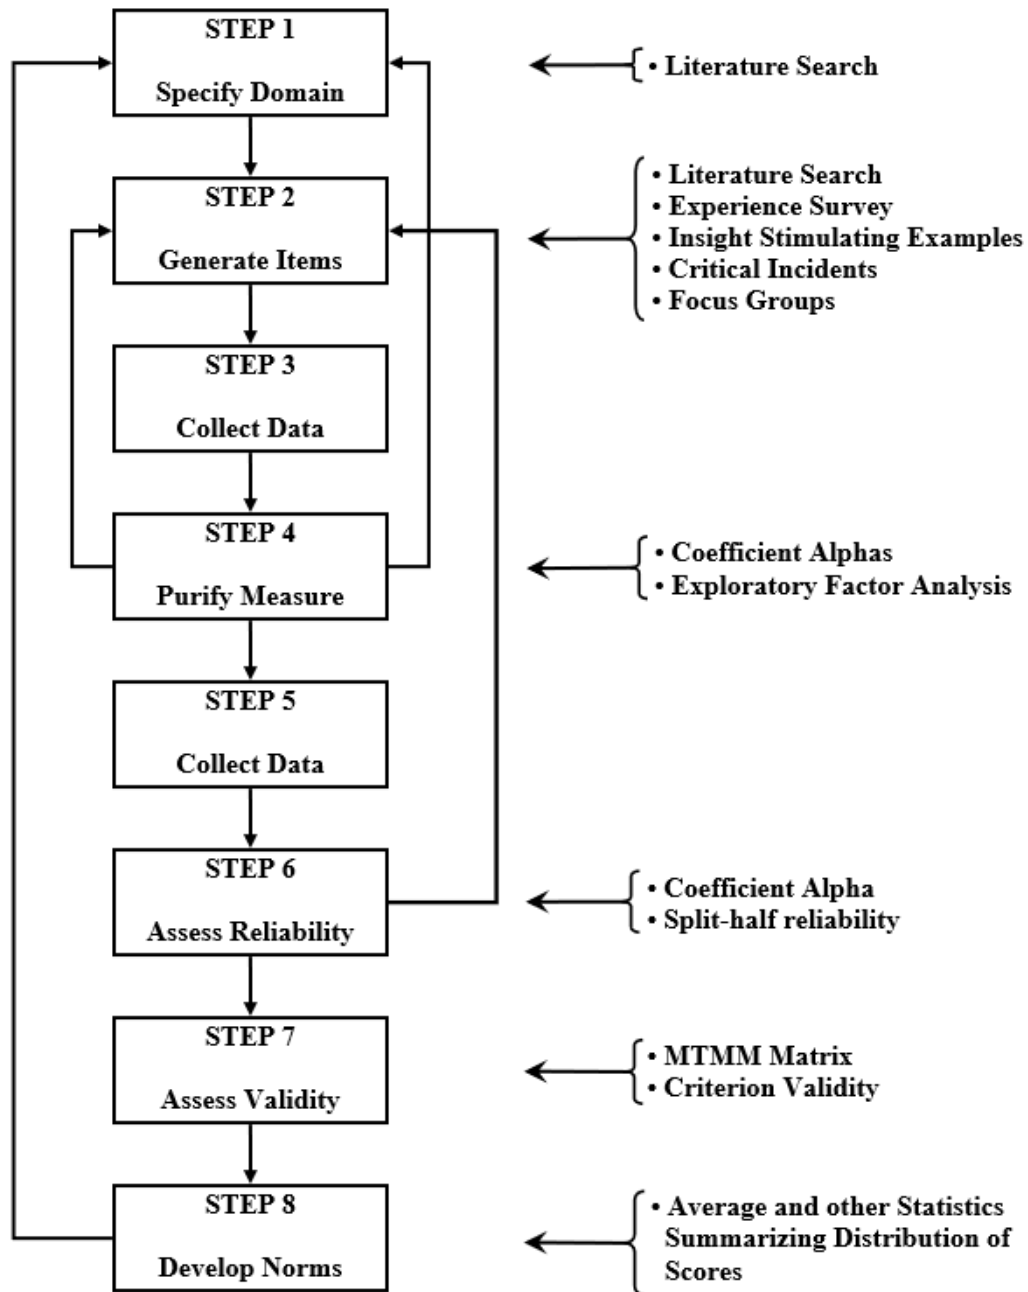 STEP 1
Specify Domain
• Literature Search
STEP 2
Generate Items
• Literature Search
• Experience Survey
• Insight Stimulating Examples
• Critical Incidents
• Focus Groups
STEP 3
Collect Data
STEP 4
Purify Measure
• Coefficient Alphas
• Exploratory Factor Analysis
STEP 5
Collect Data
STEP 6
Assess Reliability
• Coefficient Alpha
• Split-half reliability
STEP 7
Assess Validity
• MTMM Matrix
• Criterion Validity
STEP 8
Develop Norms
• Average and other Statistics
Summarizing Distribution of
Scores